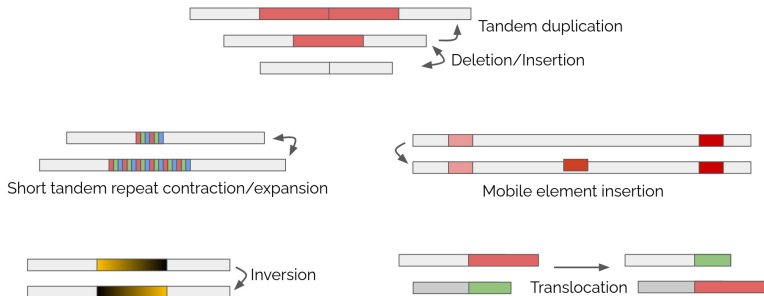 Tandem duplication
Deletion/Insertion
Short tandem repeat contraction/expansion
Mobile element insertion
Inversion
Translocation